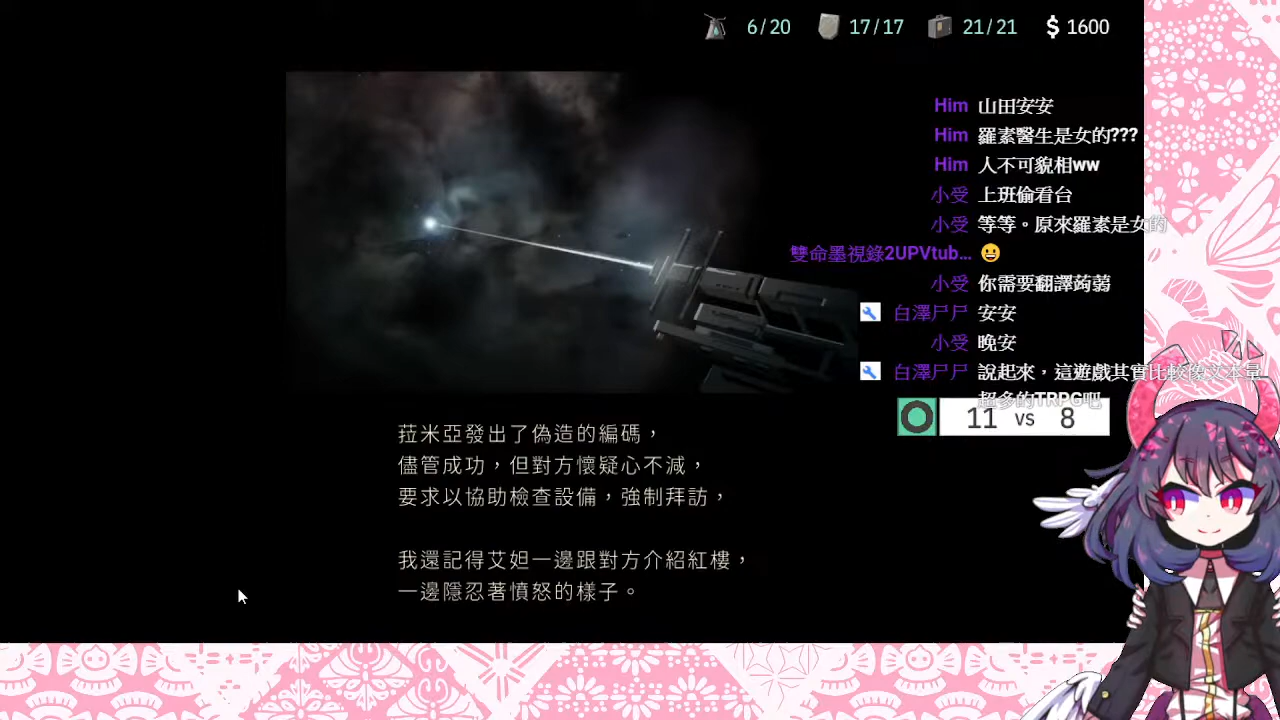 6/20 17/17 21/21 $ 1600
Him 山田安安
Him 羅素醫生是女的???
Him 人不可貌相ww
小受 上班偷看台
小受 等等。原來羅素是女的
雙命墨視錄2UPVtub... 😀
小受 你需要翻譯蒟蒻
白澤尸尸 安安
小受 晚安
白澤尸尸 說起來，這遊戲其實比較像文本量
超多的TRPG吧
11 VS 8
菈米亞發出了偽造的編碼，
儘管成功，但對方懷疑心不減，
要求以協助檢查設備，強制拜訪，
我還記得艾妲一邊跟對方介紹紅樓，
一邊隱忍著憤怒的樣子。